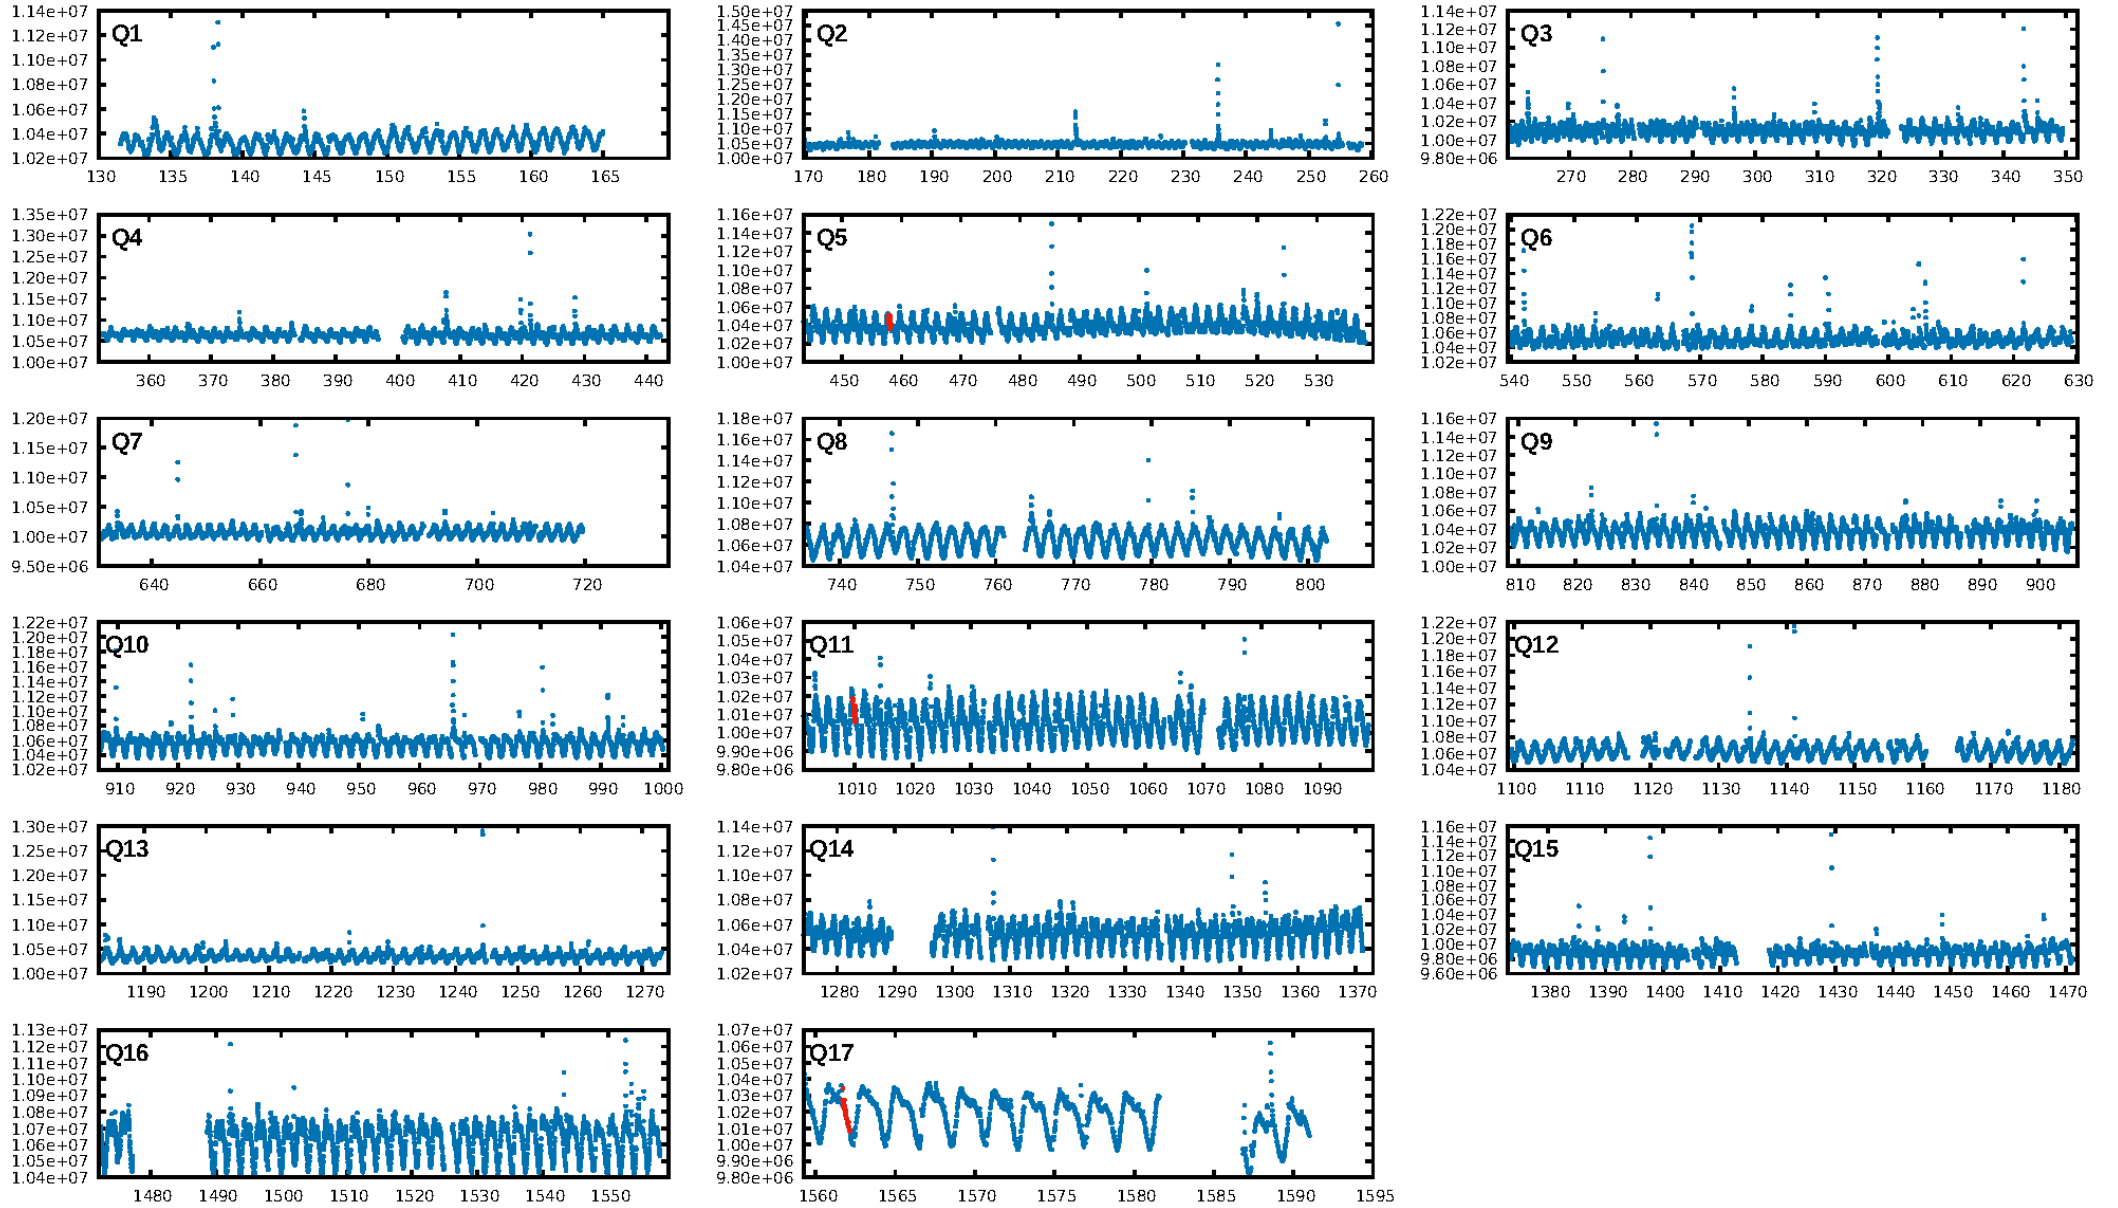 1.14e+07 1.12e+07 1.10e+07 1.08e+07 1.06e+07 1.04e+07 1.02e+07
Q1
130 135 140 145 150 155 160 165
1.50e+07 1.45e+07 1.40e+07 1.35e+07 1.30e+07 1.25e+07 1.20e+07 1.15e+07 1.10e+07 1.05e+07 1.00e+07
Q2
170 180 190 200 210 220 230 240 250 260
1.14e+07 1.12e+07 1.10e+07 1.08e+07 1.06e+07 1.04e+07 1.02e+07 1.00e+07 9.80e+06
Q3
270 280 290 300 310 320 330 340 350
1.35e+07 1.30e+07 1.25e+07 1.20e+07 1.15e+07 1.10e+07 1.05e+07 1.00e+07
Q4
360 370 380 390 400 410 420 430 440
1.16e+07 1.14e+07 1.12e+07 1.10e+07 1.08e+07 1.06e+07 1.04e+07 1.02e+07 1.00e+07
Q5
450 460 470 480 490 500 510 520 530
1.22e+07 1.20e+07 1.18e+07 1.16e+07 1.14e+07 1.12e+07 1.10e+07 1.08e+07 1.06e+07 1.04e+07 1.02e+07
Q6
540 550 560 570 580 590 600 610 620 630
1.20e+07 1.15e+07 1.10e+07 1.05e+07 1.00e+07 9.50e+06
Q7
640 660 680 700 720
1.18e+07 1.16e+07 1.14e+07 1.12e+07 1.10e+07 1.08e+07 1.06e+07 1.04e+07
Q8
740 750 760 770 780 790 800
1.16e+07 1.14e+07 1.12e+07 1.10e+07 1.08e+07 1.06e+07 1.04e+07 1.02e+07 1.00e+07
Q9
810 820 830 840 850 860 870 880 890 900
1.22e+07 1.20e+07 1.18e+07 1.16e+07 1.14e+07 1.12e+07 1.10e+07 1.08e+07 1.06e+07 1.04e+07 1.02e+07
Q10
910 920 930 940 950 960 970 980 990 1000
1.06e+07 1.05e+07 1.04e+07 1.03e+07 1.02e+07 1.01e+07 1.00e+07 9.90e+06 9.80e+06
Q11
1010 1020 1030 1040 1050 1060 1070 1080 1090
1.22e+07 1.20e+07 1.18e+07 1.16e+07 1.14e+07 1.12e+07 1.10e+07 1.08e+07 1.06e+07 1.04e+07
Q12
1100 1110 1120 1130 1140 1150 1160 1170 1180
1.30e+07 1.25e+07 1.20e+07 1.15e+07 1.10e+07 1.05e+07 1.00e+07
Q13
1190 1200 1210 1220 1230 1240 1250 1260 1270
1.14e+07 1.12e+07 1.10e+07 1.08e+07 1.06e+07 1.04e+07 1.02e+07
Q14
1280 1290 1300 1310 1320 1330 1340 1350 1360 1370
1.16e+07 1.14e+07 1.12e+07 1.10e+07 1.08e+07 1.06e+07 1.04e+07 1.02e+07 1.00e+07 9.80e+06 9.60e+06
Q15
1380 1390 1400 1410 1420 1430 1440 1450 1460 1470
1.13e+07 1.12e+07 1.11e+07 1.10e+07 1.09e+07 1.08e+07 1.07e+07 1.06e+07 1.05e+07 1.04e+07
Q16
1480 1490 1500 1510 1520 1530 1540 1550
1.07e+07 1.06e+07 1.05e+07 1.04e+07 1.03e+07 1.02e+07 1.01e+07 1.00e+07 9.90e+06 9.80e+06
Q17
1560 1565 1570 1575 1580 1585 1590 1595